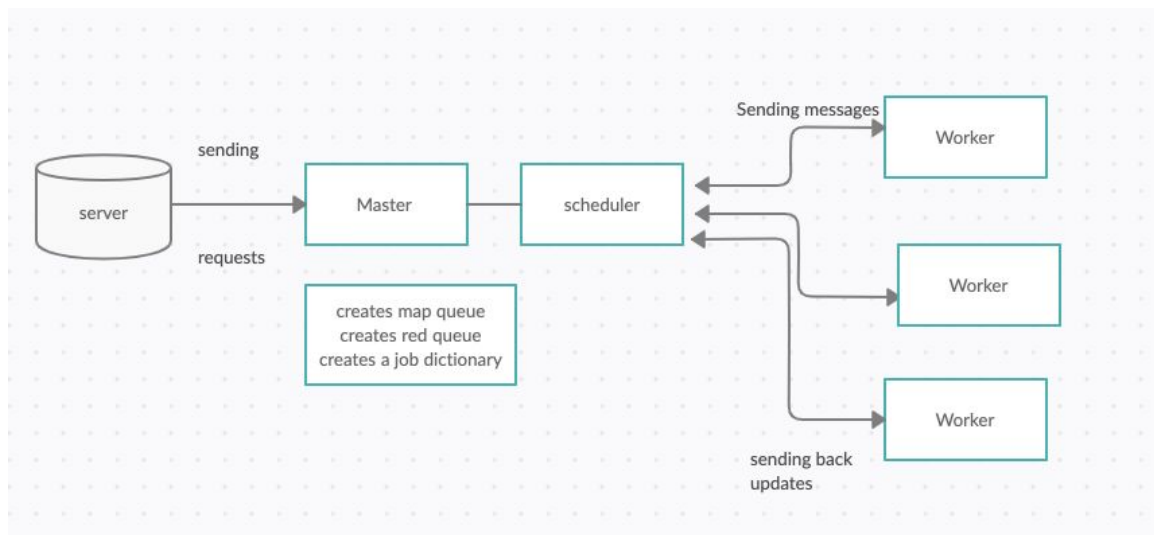 Sending messages
Worker
sending
server
Master
scheduler
requests
Worker
creates map queue
creates red queue
creates a job dictionary
Worker
sending back
updates